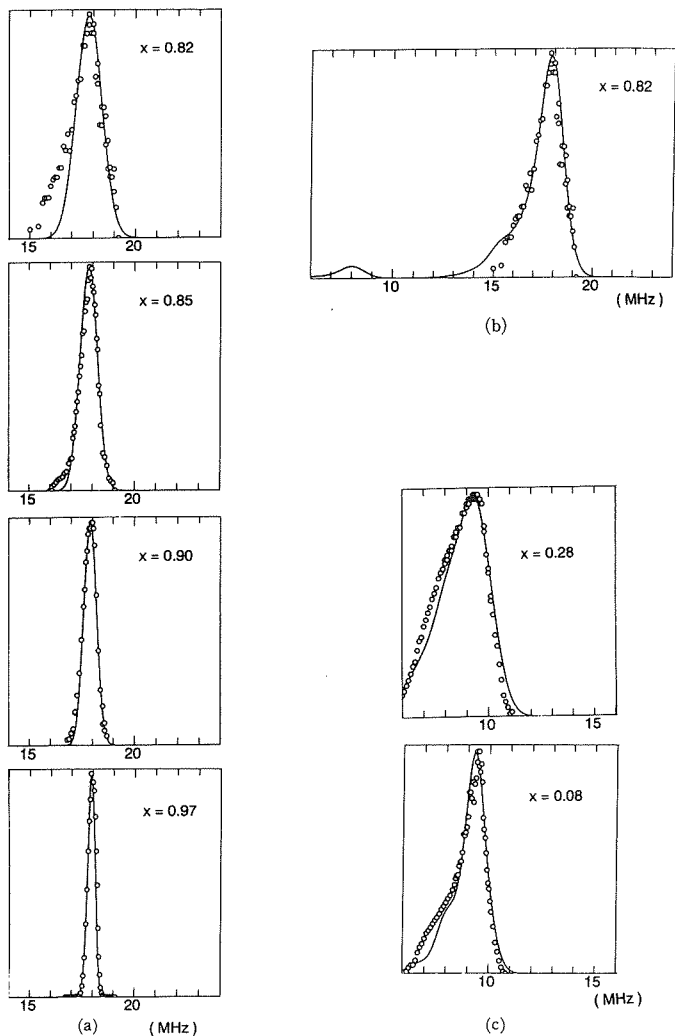 x = 0.82
15 20
x = 0.85
15 20
x = 0.90
15 20
x = 0.97
15 20
(a) (MHz)
x = 0.82
10 15 20
(MHz)
(b)
x = 0.28
10 15
x = 0.08
10 15
(MHz)
(c)